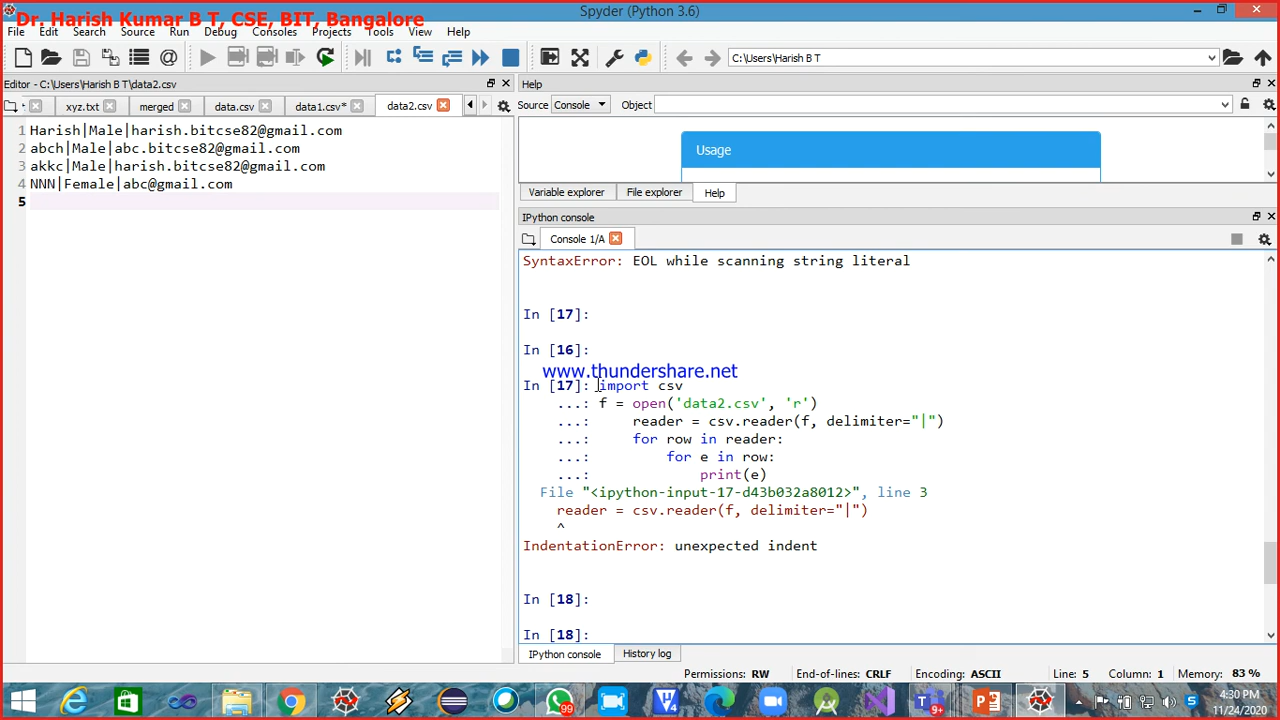 Dr. Harish Kumar B T, CSE, BIT, Bangalore
Spyder (Python 3.6)
File Edit Search Source Run Debug Consoles Projects Tools View Help
C:\Users\Harish B T
Editor - C:\Users\Harish B T\data2.csv
Help
xyz.txt merged data.csv data1.csv* data2.csv
Source Console Object
1 Harish|Male|harish.bitcse82@gmail.com
2 abch|Male|abc.bitcse82@gmail.com
3 akkc|Male|harish.bitcse82@gmail.com
4 NNN|Female|abc@gmail.com
5
Usage
Variable explorer File explorer Help
IPython console
Console 1/A
SyntaxError: EOL while scanning string literal
In [17]:
In [16]:
www.thundershare.net
In [17]: import csv
...: f = open('data2.csv', 'r')
...: reader = csv.reader(f, delimiter="|")
...: for row in reader:
...: for e in row:
...: print(e)
File "<ipython-input-17-d43b032a8012>", line 3
reader = csv.reader(f, delimiter="|")
^
IndentationError: unexpected indent
In [18]:
In [18]:
IPython console History log
Permissions: RW End-of-lines: CRLF Encoding: ASCII Line: 5 Column: 1 Memory: 83 %
99
9+
4:30 PM
11/24/2020